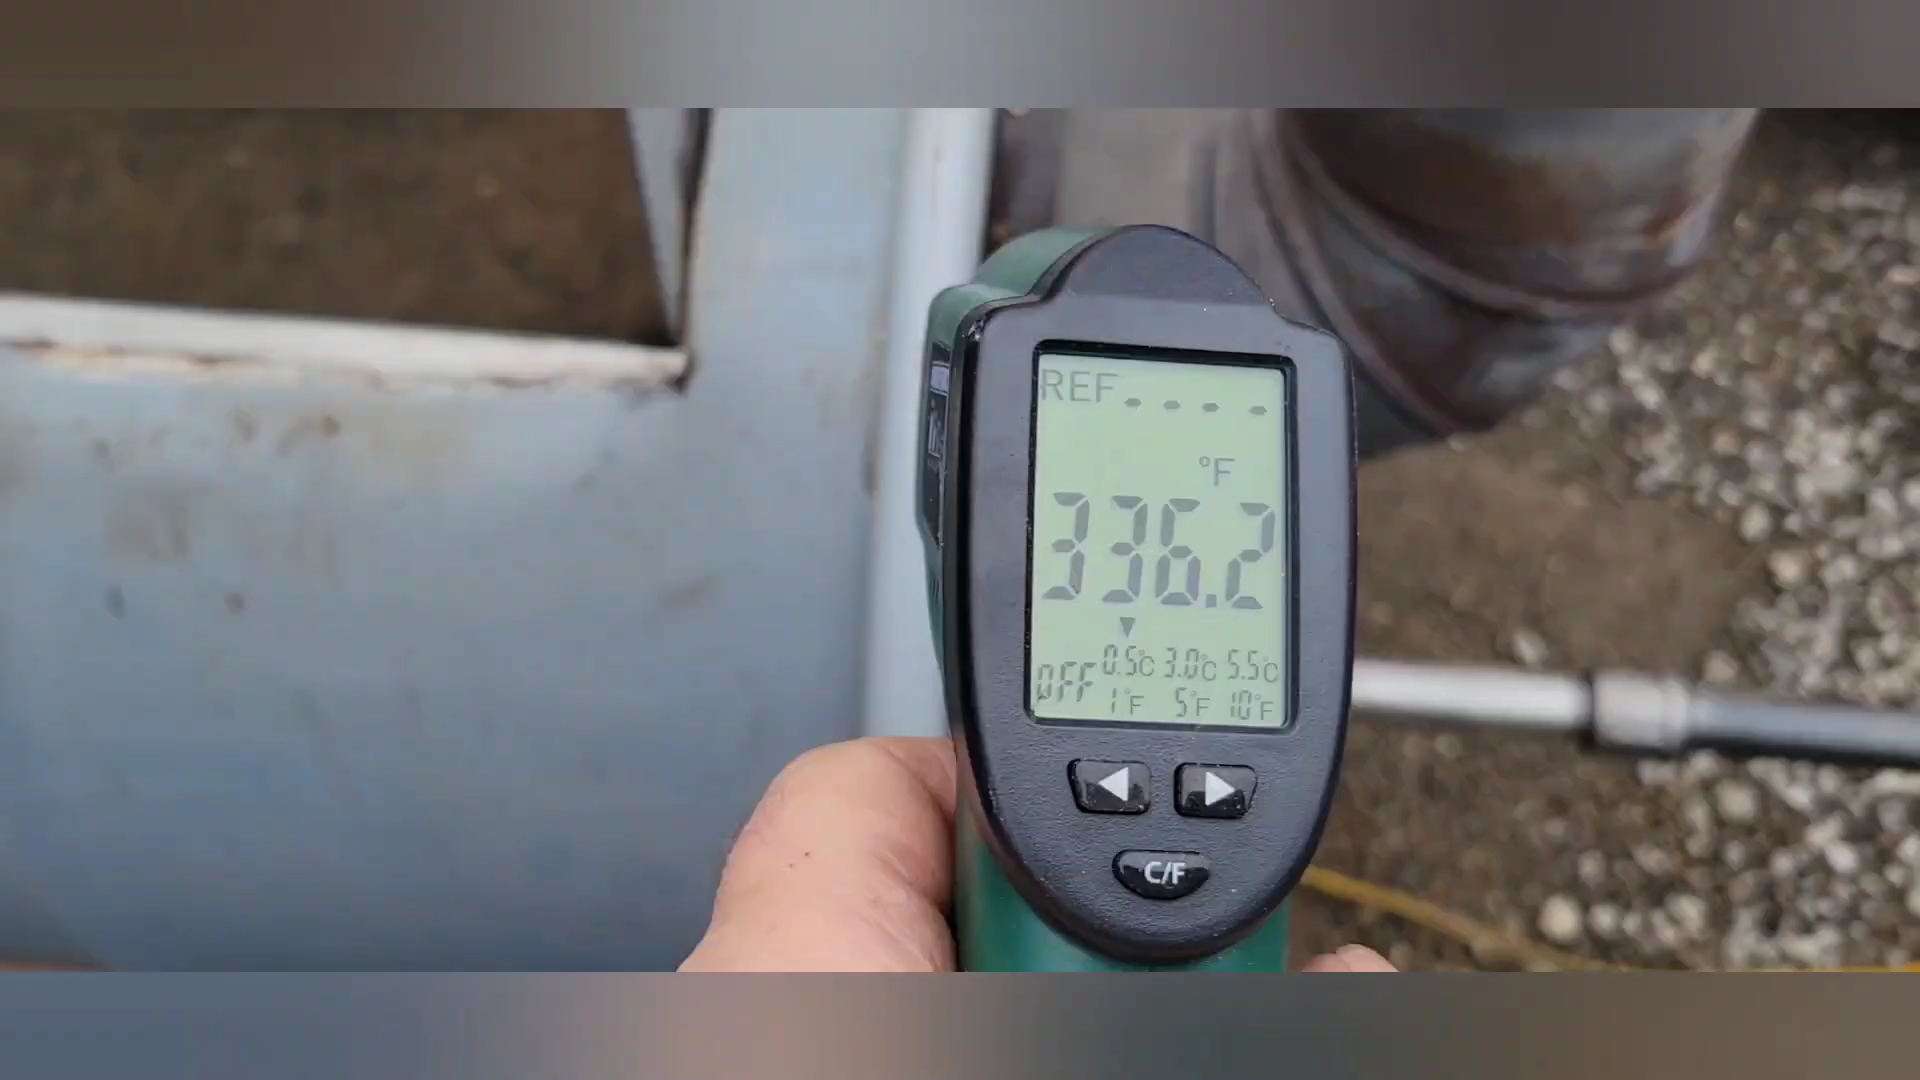 REF - - - -
°F
336.2
▼
OFF 0.5°C 3.0°C 5.5°C
1°F 5°F 10°F
◀ ▶
C/F